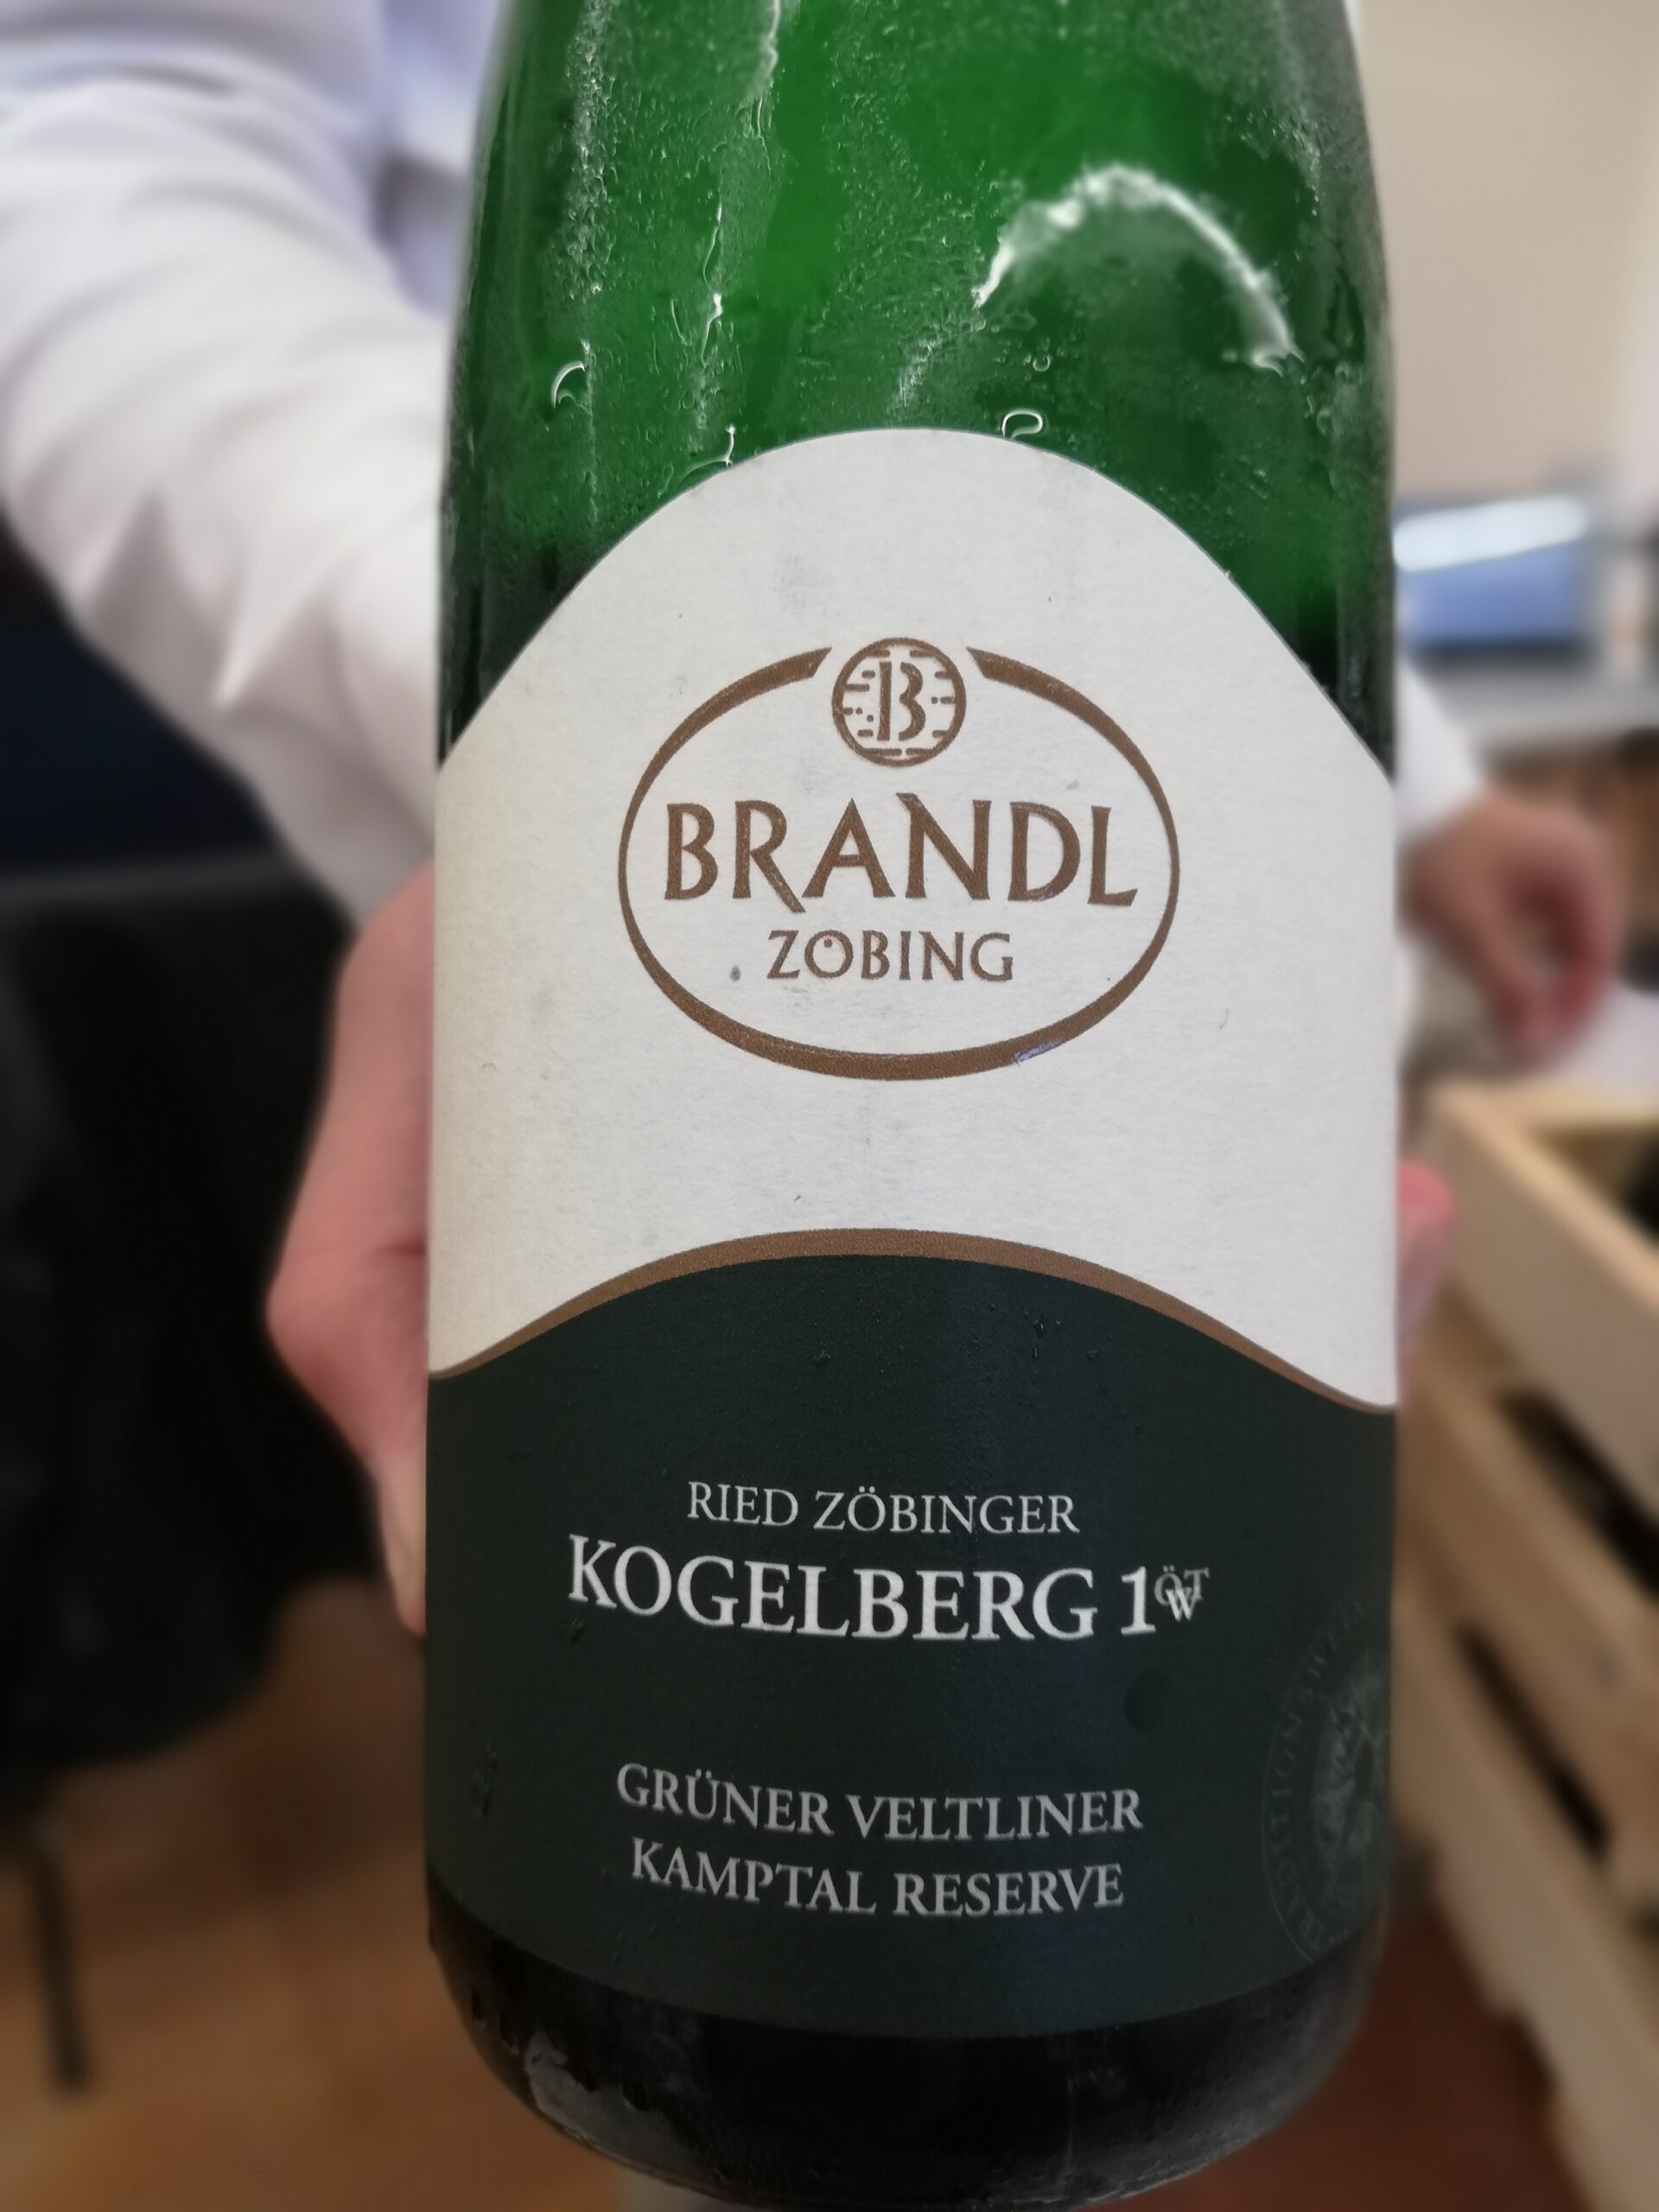 B
BRANDL
ZÖBING
RIED ZÖBINGER
KOGELBERG 1ÖTW
GRÜNER VELTLINER
KAMPTAL RESERVE